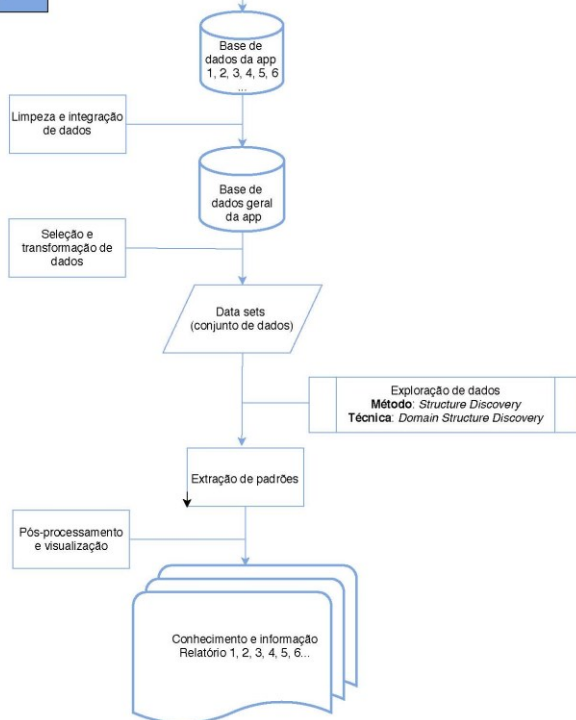 Base de
dados da app
1, 2, 3, 4, 5, 6
...
Limpeza e integração
de dados
Base de
dados geral
da app
Seleção e
transformação de
dados
Data sets
(conjunto de dados)
Exploração de dados
Método: Structure Discovery
Técnica: Domain Structure Discovery
Extração de padrões
Pós-processamento
e visualização
Conhecimento e informação
Relatório 1, 2, 3, 4, 5, 6...